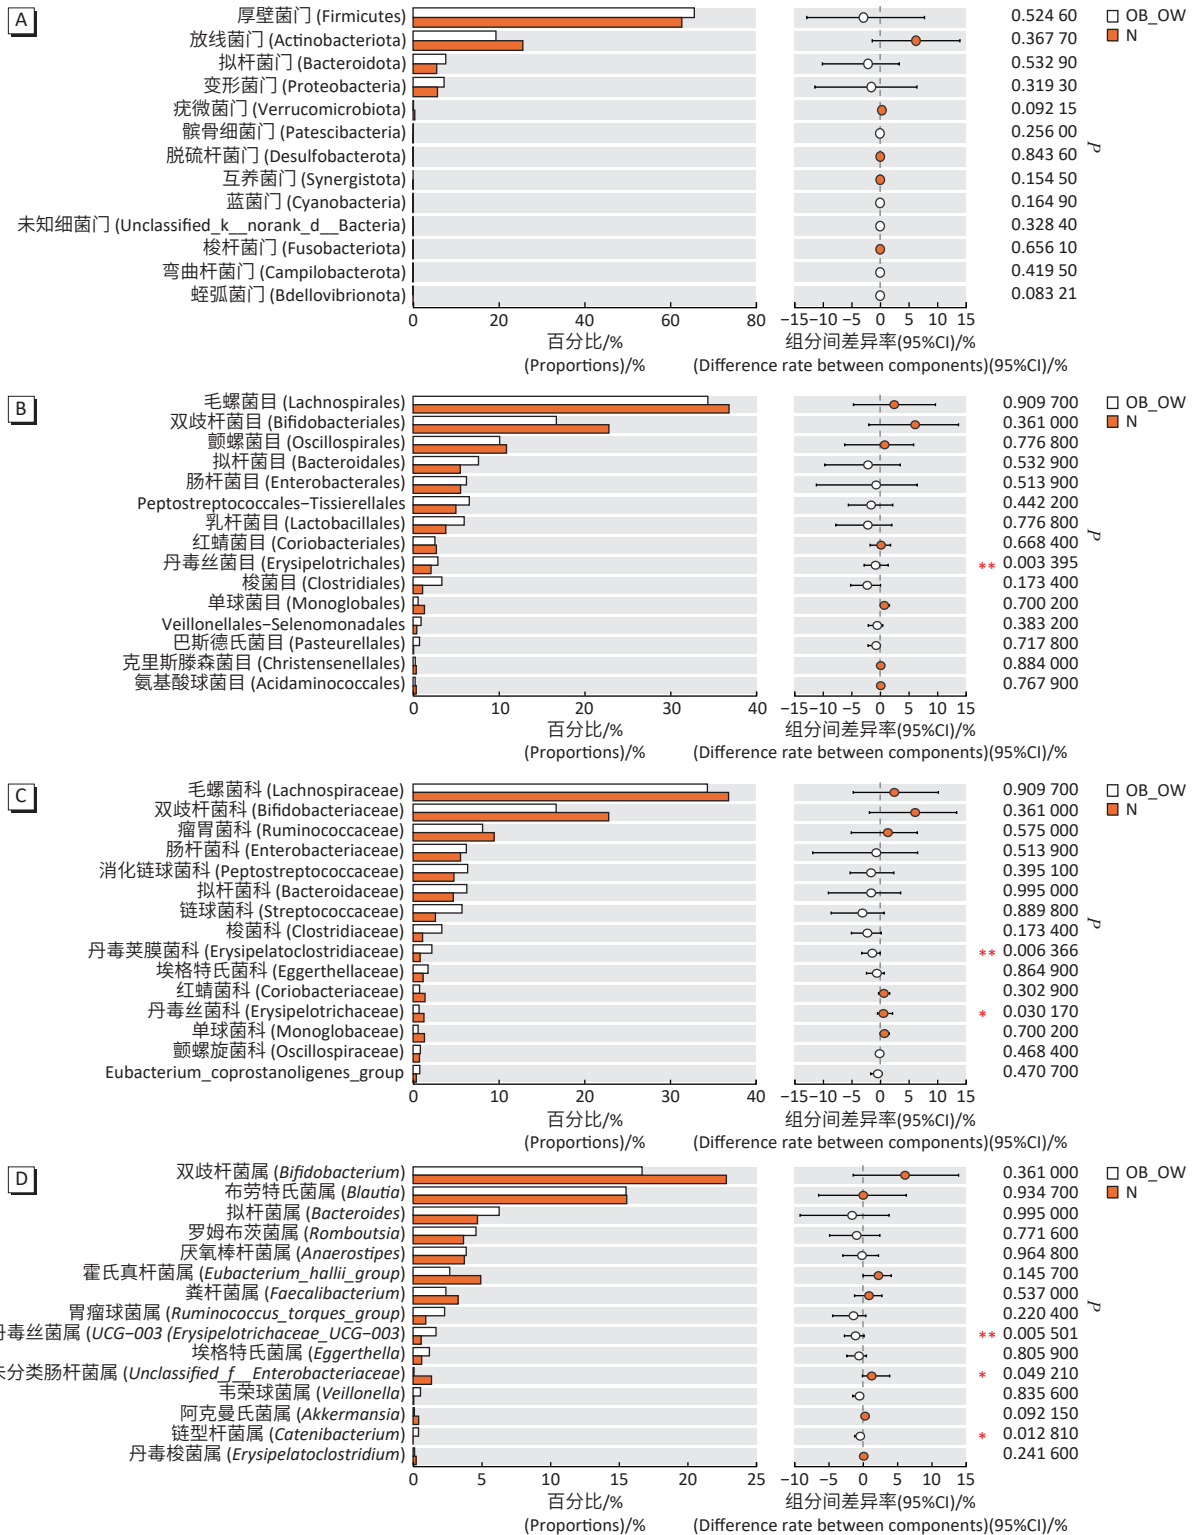 A
厚壁菌门 (Firmicutes) 0.524 60
放线菌门 (Actinobacteriota) 0.367 70
拟杆菌门 (Bacteroidota) 0.532 90
变形菌门 (Proteobacteria) 0.319 30
疣微菌门 (Verrucomicrobiota) 0.092 15
髌骨细菌门 (Patescibacteria) 0.256 00
脱硫杆菌门 (Desulfobacterota) 0.843 60
互养菌门 (Synergistota) 0.154 50
蓝菌门 (Cyanobacteria) 0.164 90
未知细菌门 (Unclassified_k__norank_d__Bacteria) 0.328 40
梭杆菌门 (Fusobacteriota) 0.656 10
弯曲杆菌门 (Campilobacterota) 0.419 50
蛭弧菌门 (Bdellovibrionota) 0.083 21
P
OB_OW
N
0 20 40 60 80 −15−10 −5 0 5 10 15
百分比/% 组分间差异率(95%CI)/%
(Proportions)/% (Difference rate between components)(95%CI)/%
B
毛螺菌目 (Lachnospirales) 0.909 700
双歧杆菌目 (Bifidobacteriales) 0.361 000
颤螺菌目 (Oscillospirales) 0.776 800
拟杆菌目 (Bacteroidales) 0.532 900
肠杆菌目 (Enterobacterales) 0.513 900
Peptostreptococcales−Tissierellales 0.442 200
乳杆菌目 (Lactobacillales) 0.776 800
红蝽菌目 (Coriobacteriales) 0.668 400
丹毒丝菌目 (Erysipelotrichales) ** 0.003 395
梭菌目 (Clostridiales) 0.173 400
单球菌目 (Monoglobales) 0.700 200
Veillonellales−Selenomonadales 0.383 200
巴斯德氏菌目 (Pasteurellales) 0.717 800
克里斯滕森菌目 (Christensenellales) 0.884 000
氨基酸球菌目 (Acidaminococcales) 0.767 900
P
OB_OW
N
0 10 20 30 40 −15−10 −5 0 5 10 15
百分比/% 组分间差异率(95%CI)/%
(Proportions)/% (Difference rate between components)(95%CI)/%
C
毛螺菌科 (Lachnospiraceae) 0.909 700
双歧杆菌科 (Bifidobacteriaceae) 0.361 000
瘤胃菌科 (Ruminococcaceae) 0.575 000
肠杆菌科 (Enterobacteriaceae) 0.513 900
消化链球菌科 (Peptostreptococcaceae) 0.395 100
拟杆菌科 (Bacteroidaceae) 0.995 000
链球菌科 (Streptococcaceae) 0.889 800
梭菌科 (Clostridiaceae) 0.173 400
丹毒荚膜菌科 (Erysipelatoclostridiaceae) ** 0.006 366
埃格特氏菌科 (Eggerthellaceae) 0.864 900
红蝽菌科 (Coriobacteriaceae) 0.302 900
丹毒丝菌科 (Erysipelotrichaceae) * 0.030 170
单球菌科 (Monoglobaceae) 0.700 200
颤螺旋菌科 (Oscillospiraceae) 0.468 400
Eubacterium_coprostanoligenes_group 0.470 700
P
OB_OW
N
0 10 20 30 40 −15−10 −5 0 5 10 15
百分比/% 组分间差异率(95%CI)/%
(Proportions)/% (Difference rate between components)(95%CI)/%
D
双歧杆菌属 (Bifidobacterium) 0.361 000
布劳特氏菌属 (Blautia) 0.934 700
拟杆菌属 (Bacteroides) 0.995 000
罗姆布茨菌属 (Romboutsia) 0.771 600
厌氧棒杆菌属 (Anaerostipes) 0.964 800
霍氏真杆菌属 (Eubacterium_hallii_group) 0.145 700
粪杆菌属 (Faecalibacterium) 0.537 000
胃瘤球菌属 (Ruminococcus_torques_group) 0.220 400
丹毒丝菌属 (UCG−003 (Erysipelotrichaceae_UCG−003) ** 0.005 501
埃格特氏菌属 (Eggerthella) 0.805 900
未分类肠杆菌属 (Unclassified_f__Enterobacteriaceae) * 0.049 210
韦荣球菌属 (Veillonella) 0.835 600
阿克曼氏菌属 (Akkermansia) 0.092 150
链型杆菌属 (Catenibacterium) * 0.012 810
丹毒梭菌属 (Erysipelatoclostridium) 0.241 600
P
OB_OW
N
0 5 10 15 20 25 −10 −5 0 5 10 15
百分比/% 组分间差异率(95%CI)/%
(Proportions)/% (Difference rate between components)(95%CI)/%